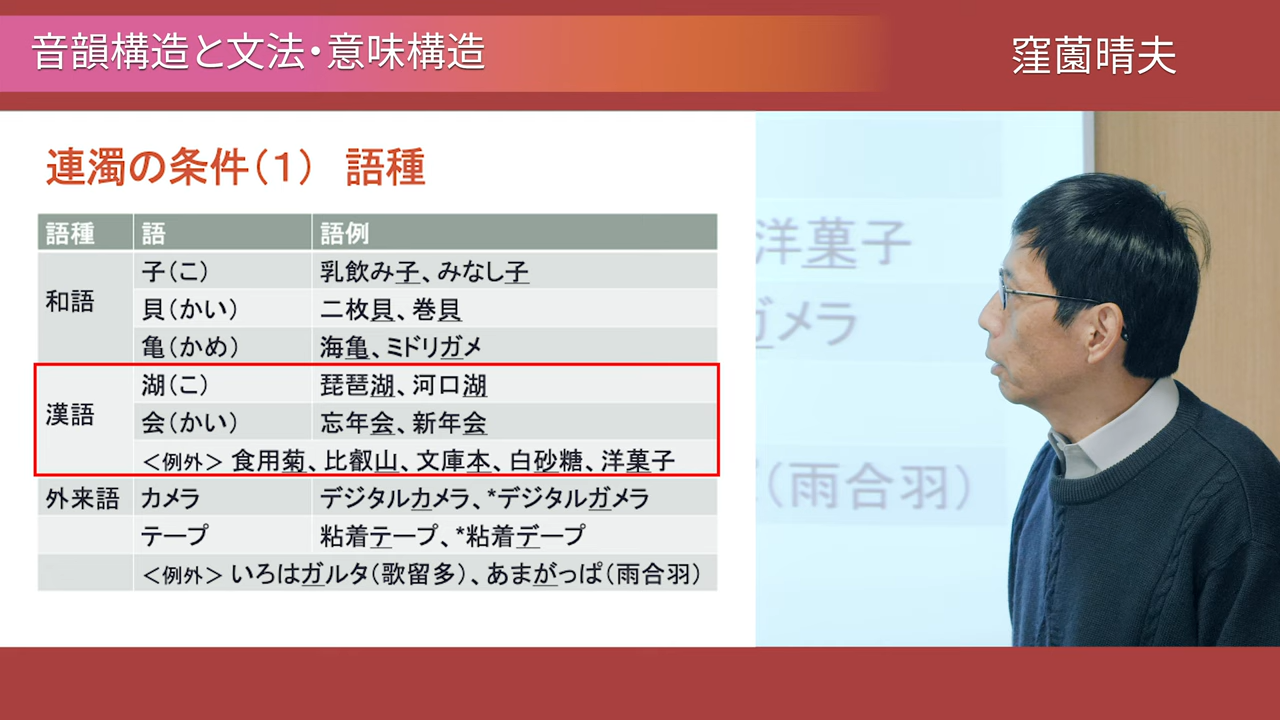 音韻構造と文法・意味構造
窪薗晴夫
連濁の条件(1) 語種
語種 語 語例
和語
子(こ) 乳飲み子、みなし子
貝(かい) 二枚貝、巻貝
亀(かめ) 海亀、ミドリガメ
漢語
湖(こ) 琵琶湖、河口湖
会(かい) 忘年会、新年会
<例外> 食用菊、比叡山、文庫本、白砂糖、洋菓子
外来語 カメラ デジタルカメラ、*デジタルガメラ
テープ 粘着テープ、*粘着デープ
<例外> いろはガルタ(歌留多)、あまがっぱ(雨合羽)
洋菓子
ガメラ
(雨合羽)